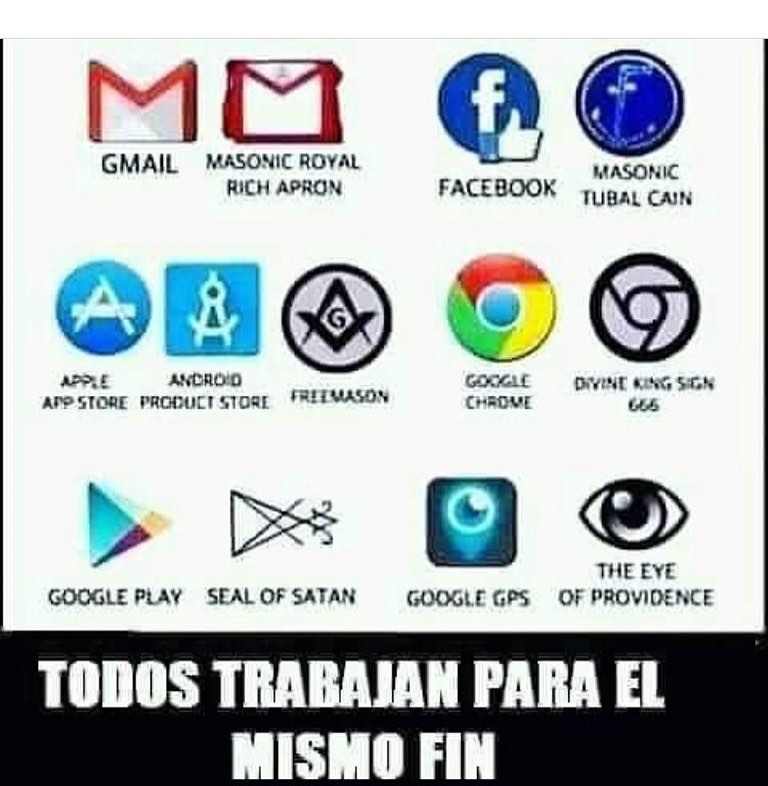 GMAIL
MASONIC ROYAL
RICH APRON
FACEBOOK
MASONIC
TUBAL CAIN
G
APPLE
APP STORE
ANDROID
PRODUCT STORE
FREEMASON
GOOGLE
CHROME
DIVINE KING SIGN
666
GOOGLE PLAY
SEAL OF SATAN
GOOGLE GPS
THE EYE
OF PROVIDENCE
TODOS TRABAJAN PARA EL
MISMO FIN